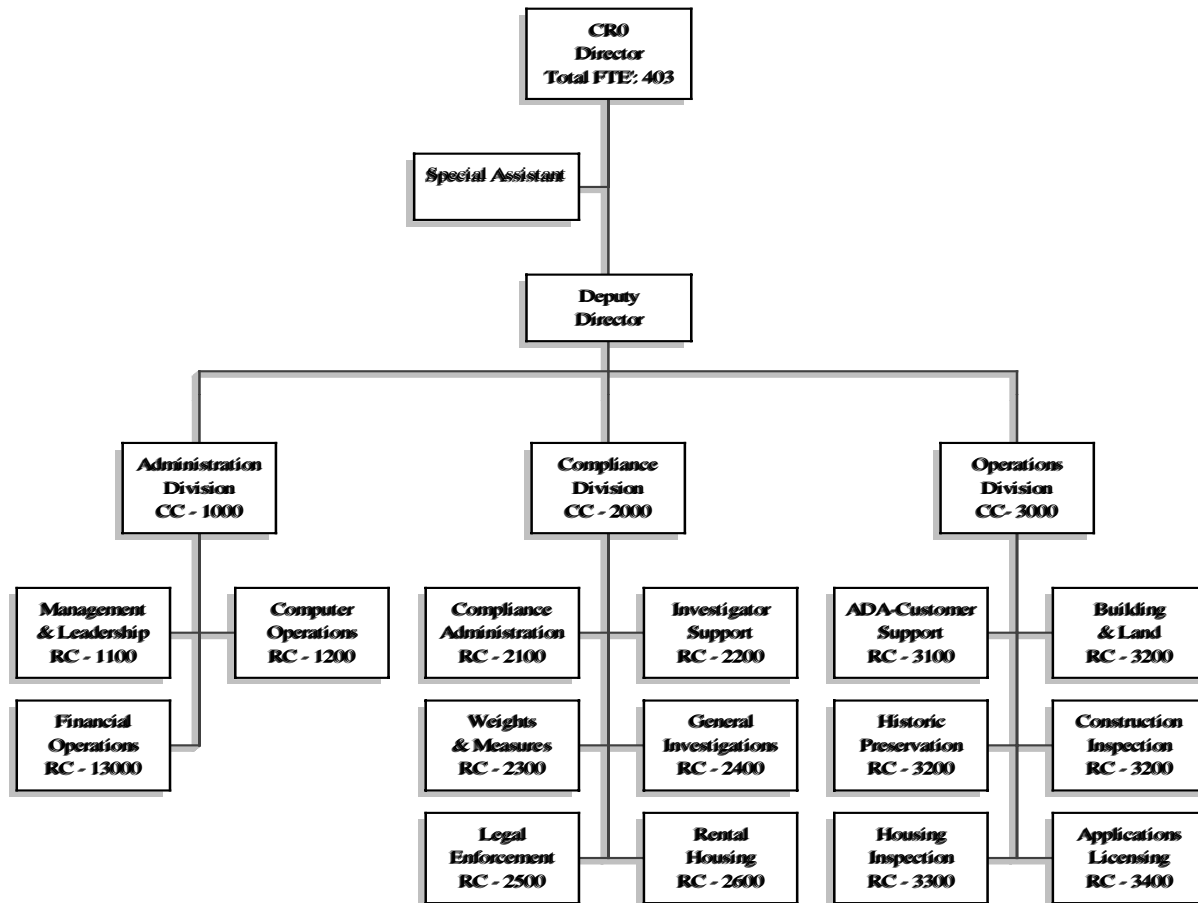 CR0
Director
Total FTE': 403
Special Assistant
Deputy
Director
Administration
Division
CC - 1000
Compliance
Division
CC - 2000
Operations
Division
CC- 3000
Management
& Leadership
RC - 1100
Computer
Operations
RC - 1200
Compliance
Administration
RC - 2100
Investigator
Support
RC - 2200
ADA-Customer
Support
RC - 3100
Building
& Land
RC - 3200
Financial
Operations
RC - 13000
Weights
& Measures
RC - 2300
General
Investigations
RC - 2400
Historic
Preservation
RC - 3200
Construction
Inspection
RC - 3200
Legal
Enforcement
RC - 2500
Rental
Housing
RC - 2600
Housing
Inspection
RC - 3300
Applications
Licensing
RC - 3400